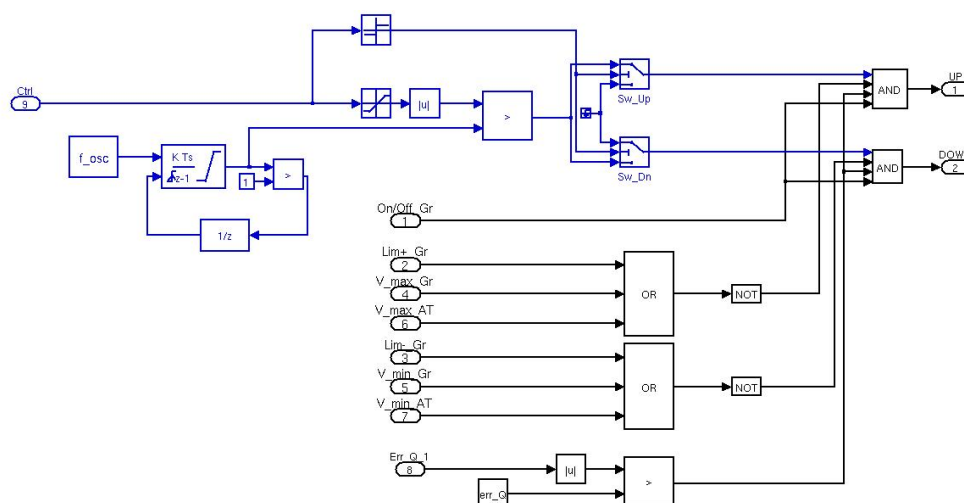 Ctrl
9
f_osc
K Ts
z-1
1
>
1/z
|u|
>
Sw_Up
Sw_Dn
AND
UP
1
AND
DOW
2
On/Off_Gr
1
Lim+_Gr
2
V_max_Gr
4
V_max_AT
6
OR
NOT
Lim-_Gr
3
V_min_Gr
5
V_min_AT
7
OR
NOT
Err_Q_1
8
|u|
err_Q
>